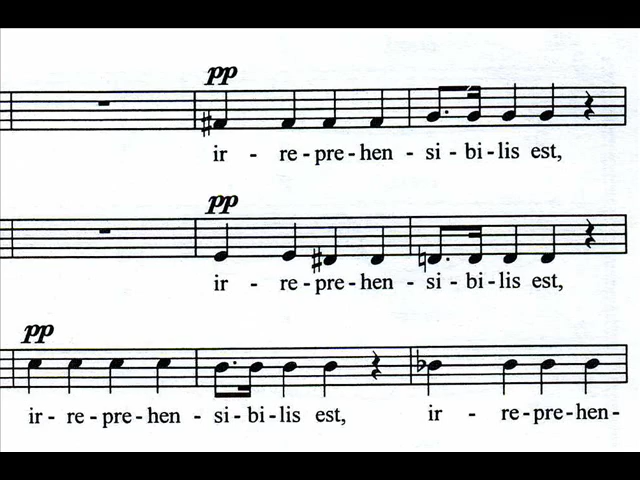 pp
ir - re - pre - hen - si - bi - lis est,
pp
ir - re - pre - hen - si - bi - lis est,
pp
ir - re - pre - hen - si - bi - lis est, ir - re - pre - hen -